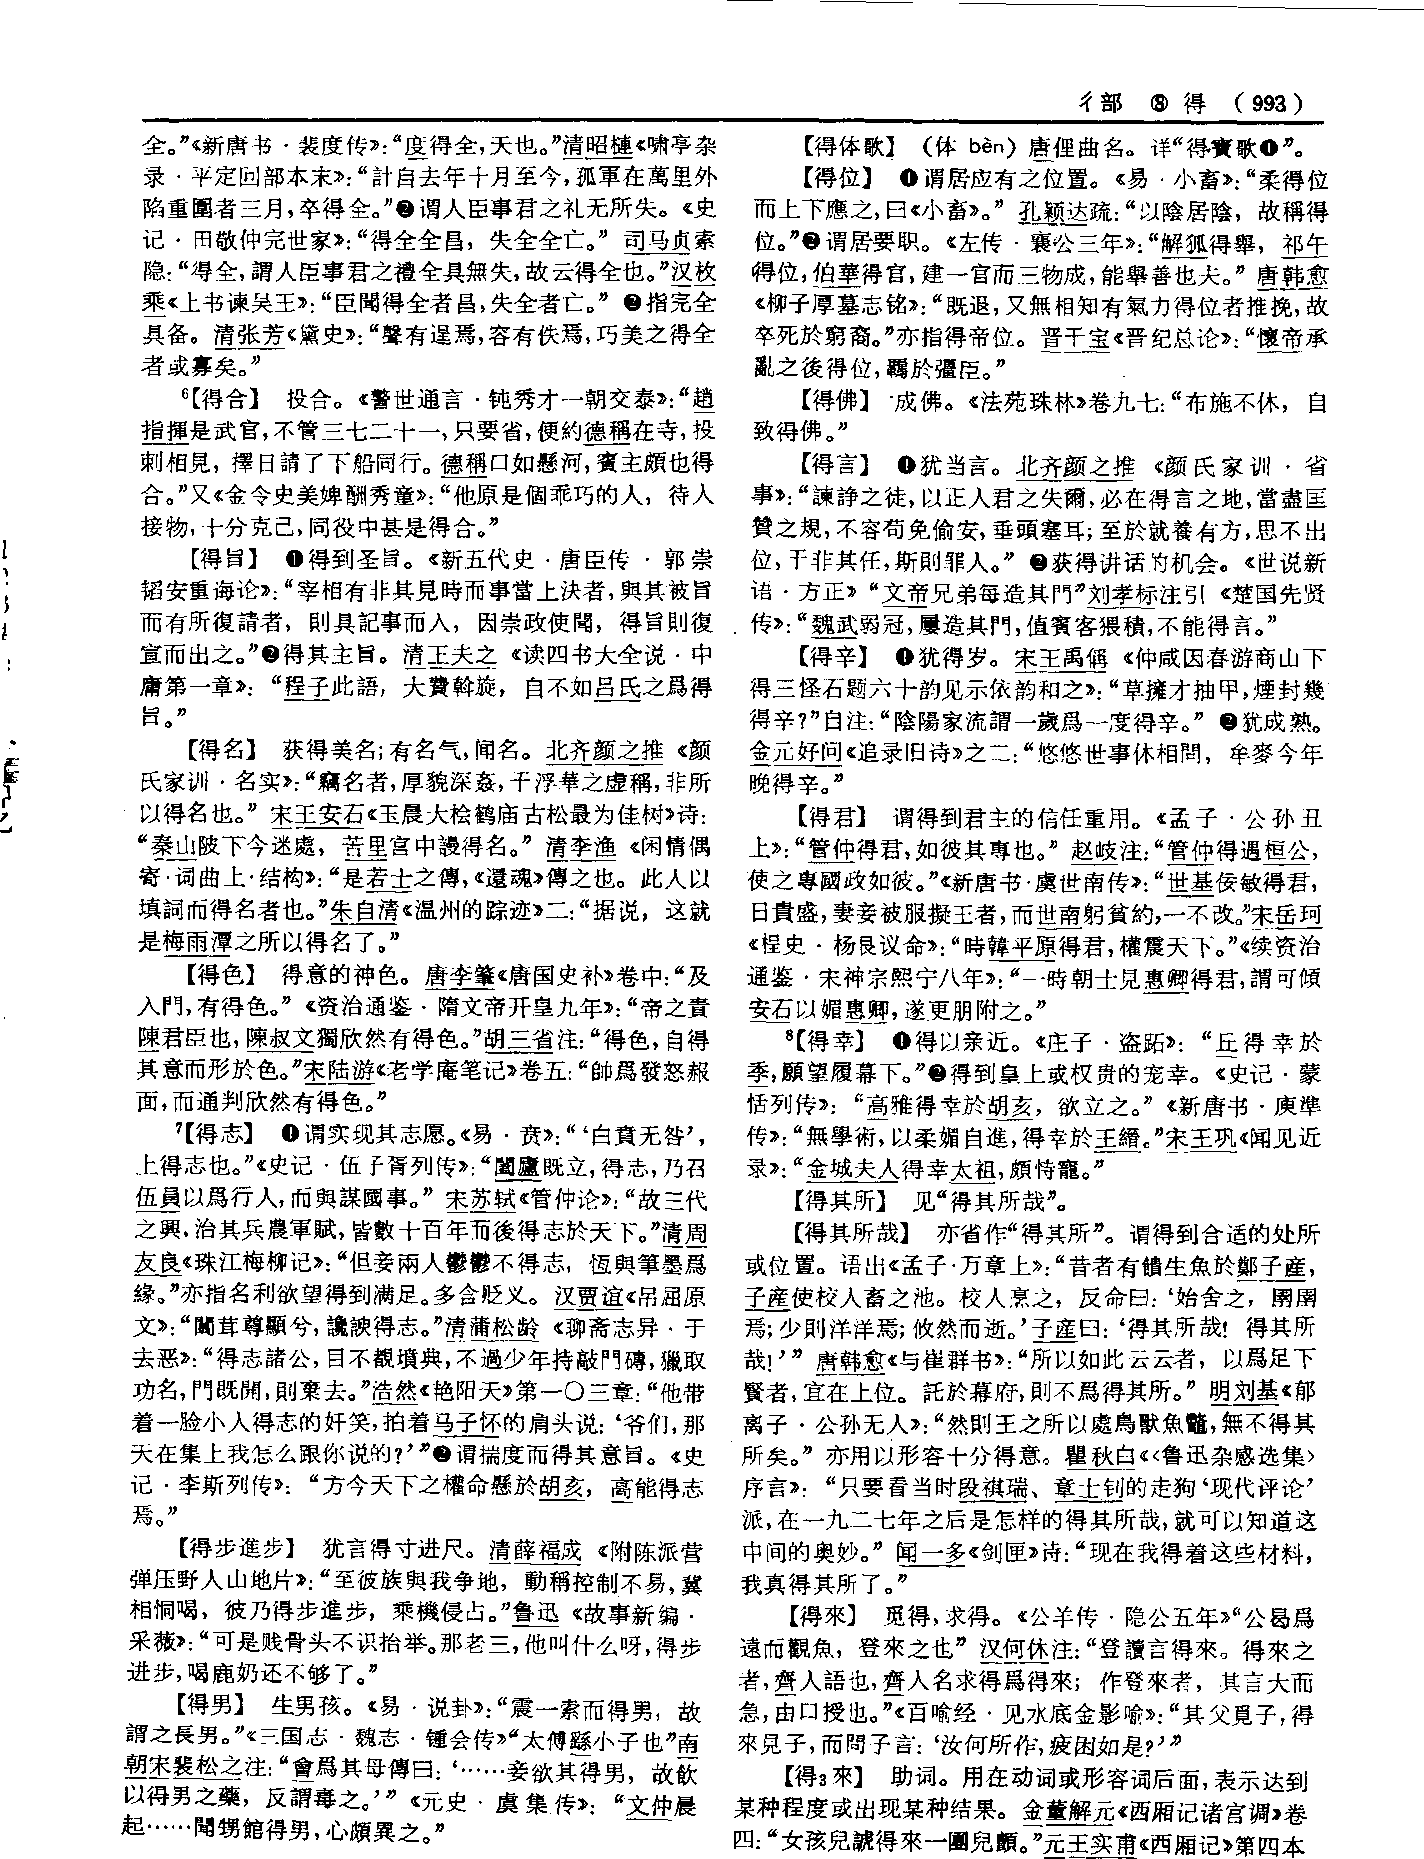 彳部 ⑧ 得 （993）
全。”《新唐书·裴度传》：“度得全，天也。”清昭槤《啸亭杂
录·平定回部本末》：“計自去年十月至今，孤軍在萬里外
陷重圍者三月，卒得全。”❷谓人臣事君之礼无所失。《史
记·田敬仲完世家》：“得全全昌，失全全亡。”司马贞索
隐：“得全，謂人臣事君之禮全具無失，故云得全也。”汉枚
乘《上书谏吴王》：“臣聞得全者昌，失全者亡。”❷指完全
具备。清张芳《黛史》：“聲有逞焉，容有佚焉，巧美之得全
者或寡矣。”
6【得合】 投合。《警世通言·钝秀才一朝交泰》：“趙
指揮是武官，不管三七二十一，只要省，便約德稱在寺，投
刺相見，擇日請了下船同行。德稱口如懸河，賓主頗也得
合。”又《金令史美婢酬秀童》：“他原是個乖巧的人，待人
接物，十分克己，同役中甚是得合。”
【得旨】 ❶得到圣旨。《新五代史·唐臣传·郭崇
韬安重诲论》：“宰相有非其見時而事當上決者，與其被旨
而有所復請者，則具記事而入，因崇政使聞，得旨則復
宣而出之。”❷得其主旨。清王夫之《读四书大全说·中
庸第一章》：“程子此語，大費斡旋，自不如吕氏之爲得
旨。”
【得名】 获得美名；有名气，闻名。北齐颜之推《颜
氏家训·名实》：“竊名者，厚貌深姦，干浮華之虚稱，非所
以得名也。”宋王安石《玉晨大桧鹤庙古松最为佳树》诗：
“秦山陂下今迷處，苦里宫中謾得名。”清李渔《闲情偶
寄·词曲上·结构》：“是若士之傳，《還魂》傳之也。此人以
填詞而得名者也。”朱自清《温州的踪迹》二：“据说，这就
是梅雨潭之所以得名了。”
【得色】 得意的神色。唐李肇《唐国史补》卷中：“及
入門，有得色。”《资治通鉴·隋文帝开皇九年》：“帝之責
陳君臣也，陳叔文獨欣然有得色。”胡三省注：“得色，自得
其意而形於色。”宋陆游《老学庵笔记》卷五：“帥爲發怒赧
面，而通判欣然有得色。”
7【得志】 ❶谓实现其志愿。《易·贲》：“‘白賁无咎’，
上得志也。”《史记·伍子胥列传》：“闔廬既立，得志，乃召
伍員以爲行人，而與謀國事。”宋苏轼《管仲论》：“故三代
之興，治其兵農軍賦，皆數十百年而後得志於天下。”清周
友良《珠江梅柳记》：“但妾兩人鬱鬱不得志，恆與筆墨爲
緣。”亦指名利欲望得到满足。多含贬义。汉贾谊《吊屈原
文》：“闒茸尊顯兮，讒諛得志。”清蒲松龄《聊斋志异·于
去恶》：“得志諸公，目不覩墳典，不過少年持敲門磚，獵取
功名，門既開，則棄去。”浩然《艳阳天》第一〇三章：“他带
着一脸小人得志的奸笑，拍着马子怀的肩头说：‘爷们，那
天在集上我怎么跟你说的？’”❷谓揣度而得其意旨。《史
记·李斯列传》：“方今天下之權命懸於胡亥，高能得志
焉。”
【得步進步】 犹言得寸进尺。清薛福成《附陈派营
弹压野人山地片》：“至彼族與我争地，動稱控制不易，冀
相恫喝，彼乃得步進步，乘機侵占。”鲁迅《故事新编·
采薇》：“可是贱骨头不识抬举。那老三，他叫什么呀，得步
进步，喝鹿奶还不够了。”
【得男】 生男孩。《易·说卦》：“震一索而得男，故
謂之長男。”《三国志·魏志·锺会传》“太傅繇小子也”南
朝宋裴松之注：“會爲其母傳曰：‘……妾欲其得男，故飲
以得男之藥，反謂毒之。’”《元史·虞集传》：“文仲晨
起……聞甥館得男，心頗異之。”
【得体歌】 （体 bèn）唐俚曲名。详“得寶歌❶”。
【得位】 ❶谓居应有之位置。《易·小畜》：“柔得位
而上下應之，曰《小畜》。”孔颖达疏：“以陰居陰，故稱得
位。”❷谓居要职。《左传·襄公三年》：“解狐得舉，祁午
得位，伯華得官，建一官而三物成，能舉善也夫。”唐韩愈
《柳子厚墓志铭》：“既退，又無相知有氣力得位者推挽，故
卒死於窮裔。”亦指得帝位。晋干宝《晋纪总论》：“懷帝承
亂之後得位，羈於彊臣。”
【得佛】 成佛。《法苑珠林》卷九七：“布施不休，自
致得佛。”
【得言】 ❶犹当言。北齐颜之推《颜氏家训·省
事》：“諫諍之徒，以正人君之失爾，必在得言之地，當盡匡
贊之規，不容苟免偷安，垂頭塞耳；至於就養有方，思不出
位，干非其任，斯則罪人。”❷获得讲话的机会。《世说新
语·方正》“文帝兄弟每造其門”刘孝标注引《楚国先贤
传》：“魏武弱冠，屢造其門，值賓客猥積，不能得言。”
【得辛】 ❶犹得岁。宋王禹偁《仲咸因春游商山下
得三怪石题六十韵见示依韵和之》：“草擁才抽甲，煙封幾
得辛？”自注：“陰陽家流謂一歲爲一度得辛。”❷犹成熟。
金元好问《追录旧诗》之二：“悠悠世事休相問，牟麥今年
晚得辛。”
【得君】 谓得到君主的信任重用。《孟子·公孙丑
上》：“管仲得君，如彼其專也。”赵岐注：“管仲得遇桓公，
使之專國政如彼。”《新唐书·虞世南传》：“世基佞敏得君，
日貴盛，妻妾被服擬王者，而世南躬貧約，一不改。”宋岳珂
《桯史·杨艮议命》：“時韓平原得君，權震天下。”《续资治
通鉴·宋神宗熙宁八年》：“一時朝士見惠卿得君，謂可傾
安石以媚惠卿，遂更朋附之。”
8【得幸】 ❶得以亲近。《庄子·盗跖》：“丘得幸於
季，願望履幕下。”❷得到皇上或权贵的宠幸。《史记·蒙
恬列传》：“高雅得幸於胡亥，欲立之。”《新唐书·庾準
传》：“無學術，以柔媚自進，得幸於王縉。”宋王巩《闻见近
录》：“金城夫人得幸太祖，頗恃寵。”
【得其所】 见“得其所哉”。
【得其所哉】 亦省作“得其所”。谓得到合适的处所
或位置。语出《孟子·万章上》：“昔者有饋生魚於鄭子産，
子産使校人畜之池。校人烹之，反命曰：‘始舍之，圉圉
焉；少則洋洋焉；攸然而逝。’子産曰：‘得其所哉！得其所
哉！’”唐韩愈《与崔群书》：“所以如此云云者，以爲足下
賢者，宜在上位。託於幕府，則不爲得其所。”明刘基《郁
离子·公孙无人》：“然則王之所以處鳥獸魚鼈，無不得其
所矣。”亦用以形容十分得意。瞿秋白《〈鲁迅杂感选集〉
序言》：“只要看当时段祺瑞、章士钊的走狗‘现代评论’
派，在一九二七年之后是怎样的得其所哉，就可以知道这
中间的奥妙。”闻一多《剑匣》诗：“现在我得着这些材料，
我真得其所了。”
【得來】 觅得，求得。《公羊传·隐公五年》“公曷爲
遠而觀魚，登來之也”汉何休注：“登讀言得來。得來之
者，齊人語也，齊人名求得爲得來；作登來者，其言大而
急，由口授也。”《百喻经·见水底金影喻》：“其父覓子，得
來見子，而問子言：‘汝何所作，疲困如是？’”
【得3來】 助词。用在动词或形容词后面，表示达到
某种程度或出现某种结果。金董解元《西厢记诸宫调》卷
四：“女孩兒諕得來一團兒顫。”元王实甫《西厢记》第四本